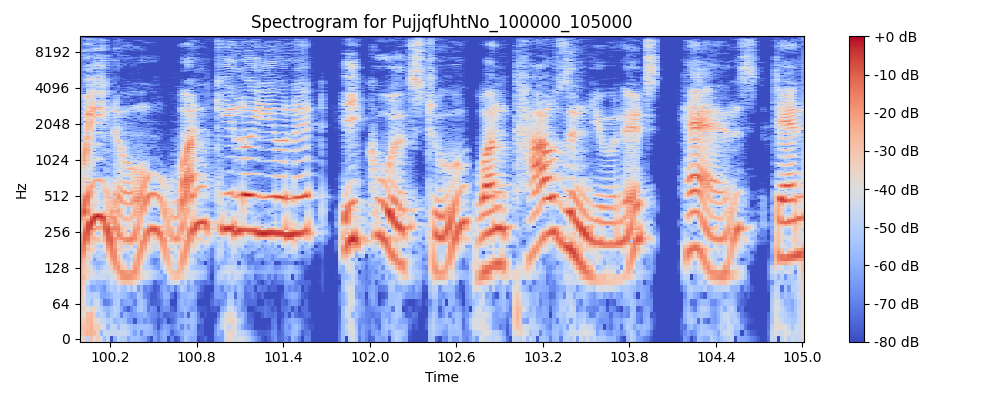 Spectrogram for PujjqfUhtNo_100000_105000
8192
4096
2048
1024
512
256
128
64
0
Hz
100.2 100.8 101.4 102.0 102.6 103.2 103.8 104.4 105.0
Time
+0 dB
-10 dB
-20 dB
-30 dB
-40 dB
-50 dB
-60 dB
-70 dB
-80 dB